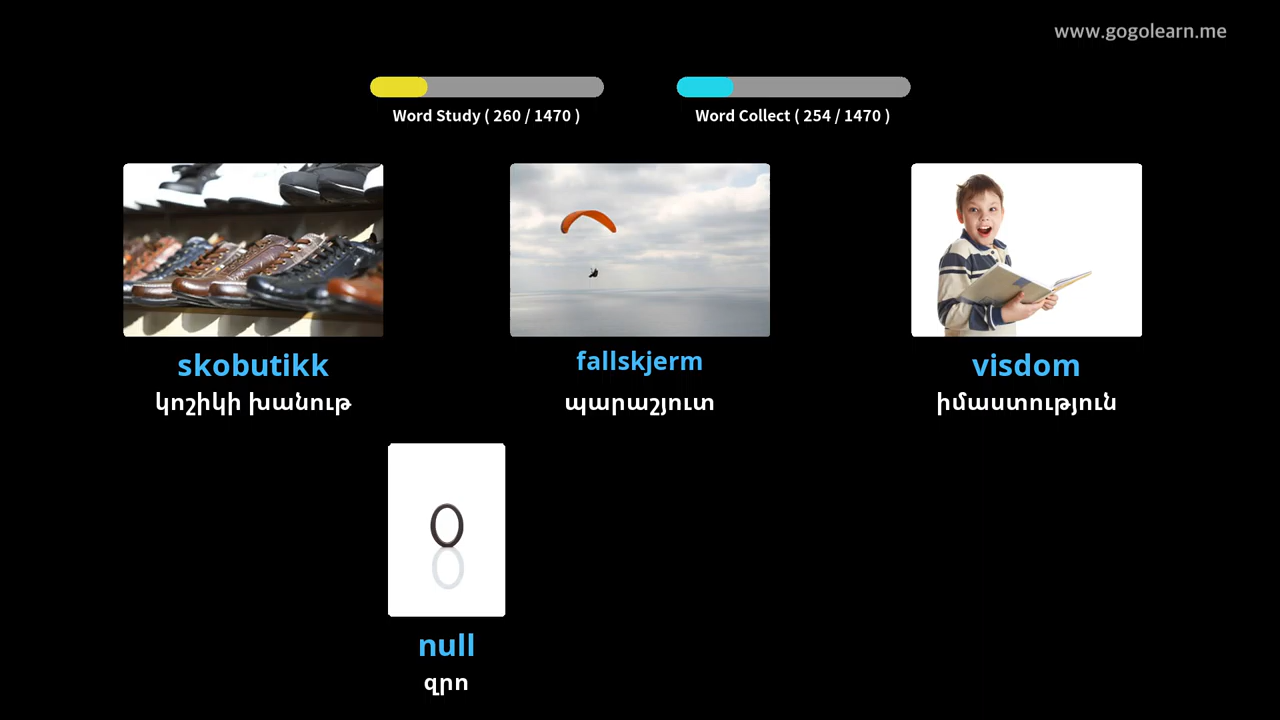 www.gogolearn.me
Word Study ( 260 / 1470 )
Word Collect ( 254 / 1470 )
skobutikk
fallskjerm
visdom
կոշիկի խանութ
պարաշյուտ
իմաստություն
0
null
զրո